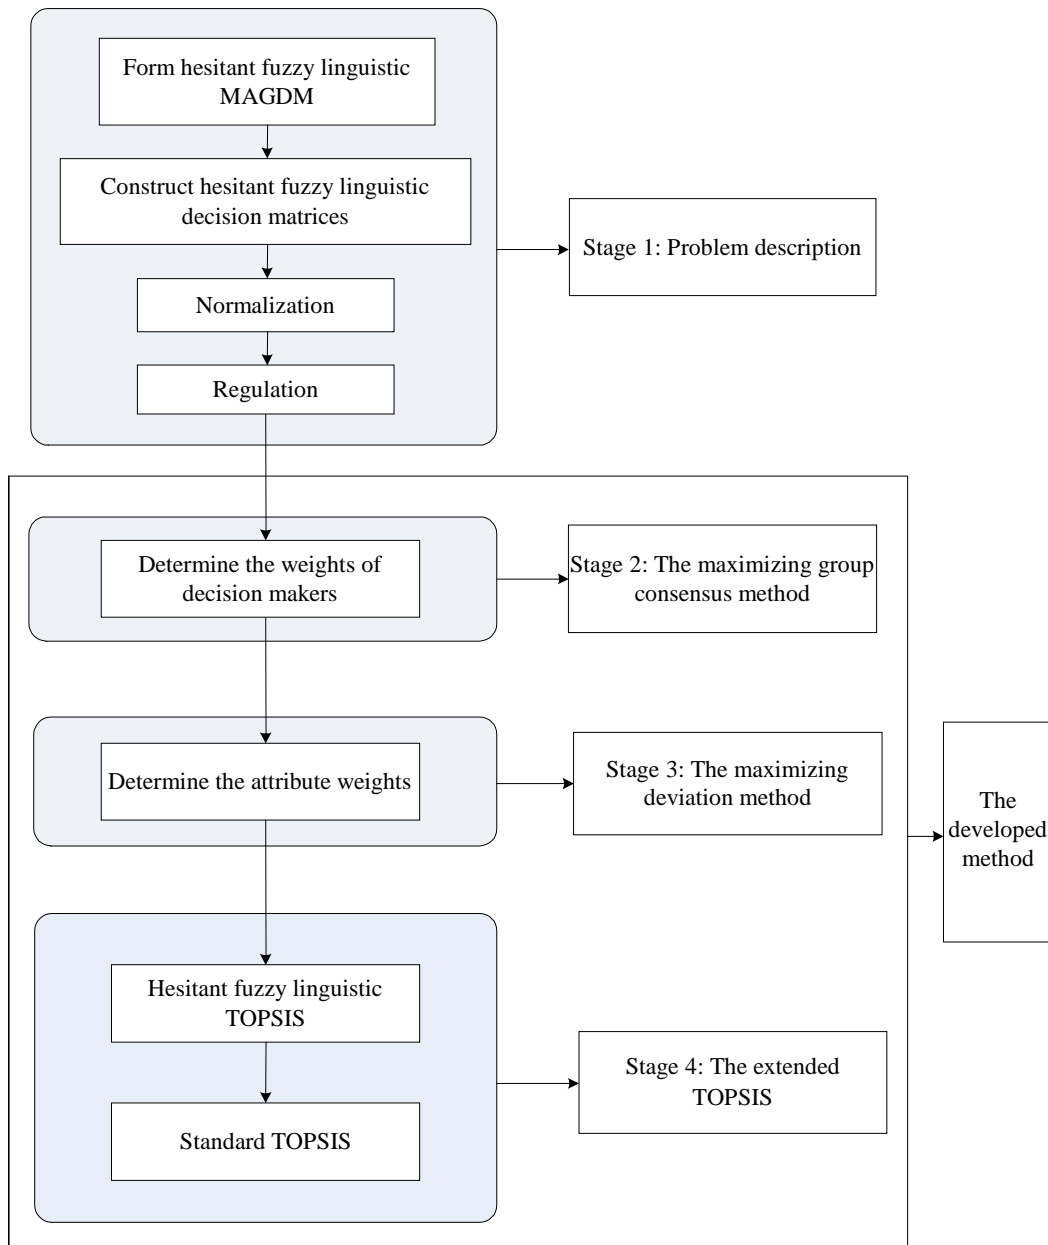 Form hesitant fuzzy linguistic
MAGDM
Construct hesitant fuzzy linguistic
decision matrices
Normalization
Regulation
Stage 1: Problem description
Determine the weights of
decision makers
Stage 2: The maximizing group
consensus method
Determine the attribute weights
Stage 3: The maximizing
deviation method
The
developed
method
Hesitant fuzzy linguistic
TOPSIS
Standard TOPSIS
Stage 4: The extended
TOPSIS